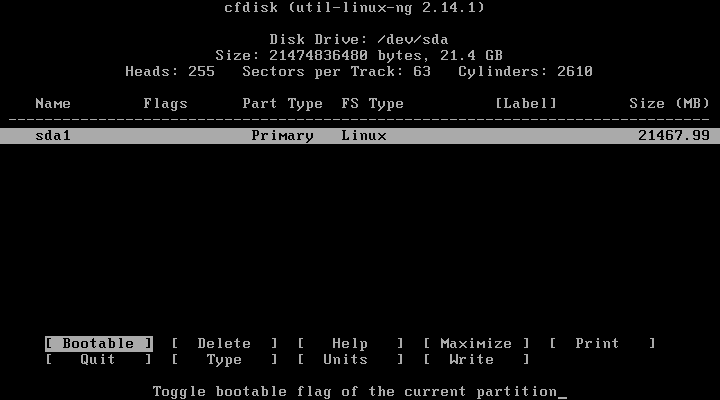 cfdisk (util-linux-ng 2.14.1)
Disk Drive: /dev/sda
Size: 21474836480 bytes, 21.4 GB
Heads: 255   Sectors per Track: 63   Cylinders: 2610
Name        Flags      Part Type  FS Type          [Label]        Size (MB)
------------------------------------------------------------------------------
sda1                    Primary   Linux                            21467.99
[ Bootable ]  [  Delete  ]  [   Help   ]  [ Maximize ]  [  Print   ]
[   Quit   ]  [   Type   ]  [  Units   ]  [  Write   ]
Toggle bootable flag of the current partition_